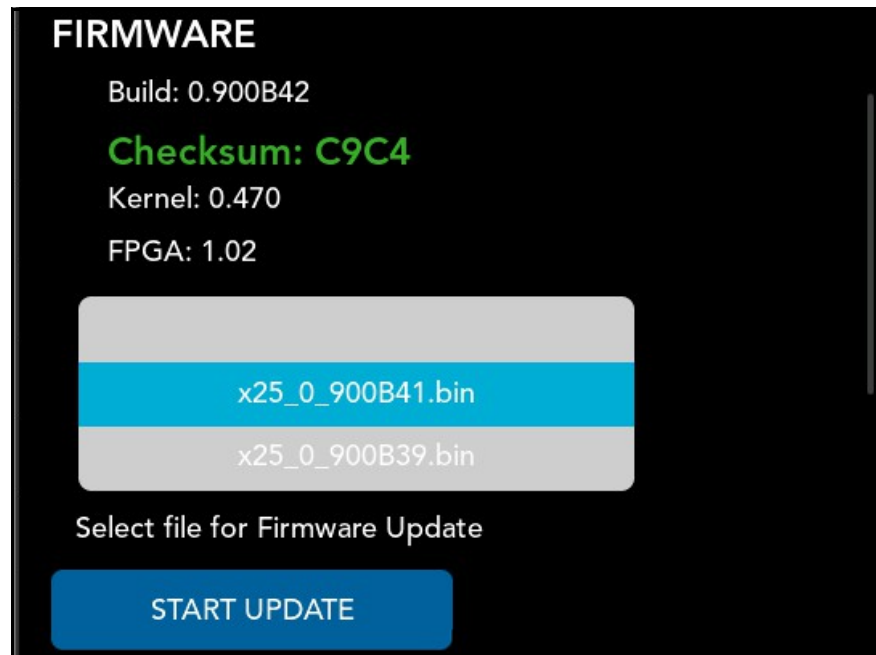 FIRMWARE
Build: 0.900B42
Checksum: C9C4
Kernel: 0.470
FPGA: 1.02
x25_0_900B41.bin
x25_0_900B39.bin
Select file for Firmware Update
START UPDATE